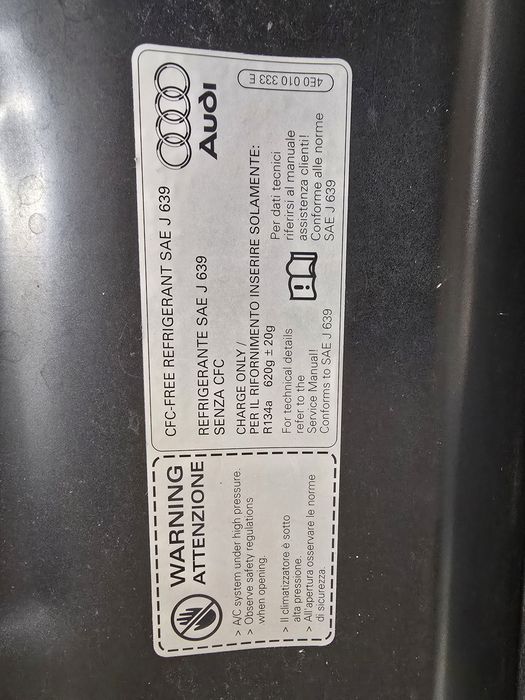 WARNING
ATTENZIONE
> A/C system under high pressure.
> Observe safety regulations
when opening.
> Il climatizzatore è sotto
alta pressione.
> All'apertura osservare le norme
di sicurezza.
CFC-FREE REFRIGERANT SAE J 639
REFRIGERANTE SAE J 639
SENZA CFC
CHARGE ONLY /
PER IL RIFORNIMENTO INSERIRE SOLAMENTE:
R134a 620g ± 20g
For technical details
refer to the
Service Manual!
Conforms to SAE J 639
Per dati tecnici
riferirsi al manuale
assistenza clienti!
Conforme alle norme
SAE J 639
Audi
4E0 010 333 E